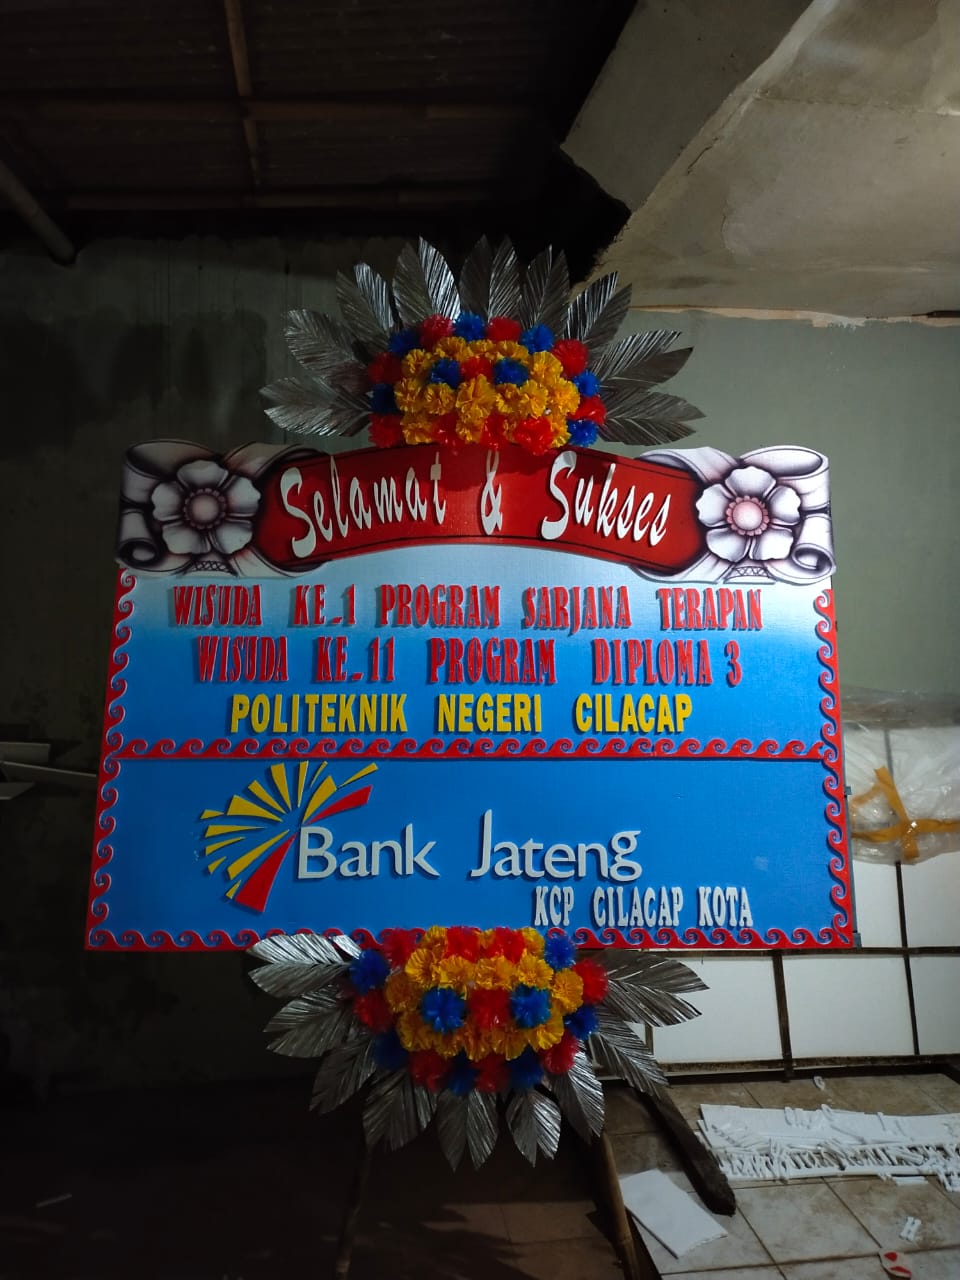 Selamat & Sukses
WISUDA KE-1 PROGRAM SARJANA TERAPAN
WISUDA KE-11 PROGRAM DIPLOMA 3
POLITEKNIK NEGERI CILACAP
Bank Jateng
KCP CILACAP KOTA